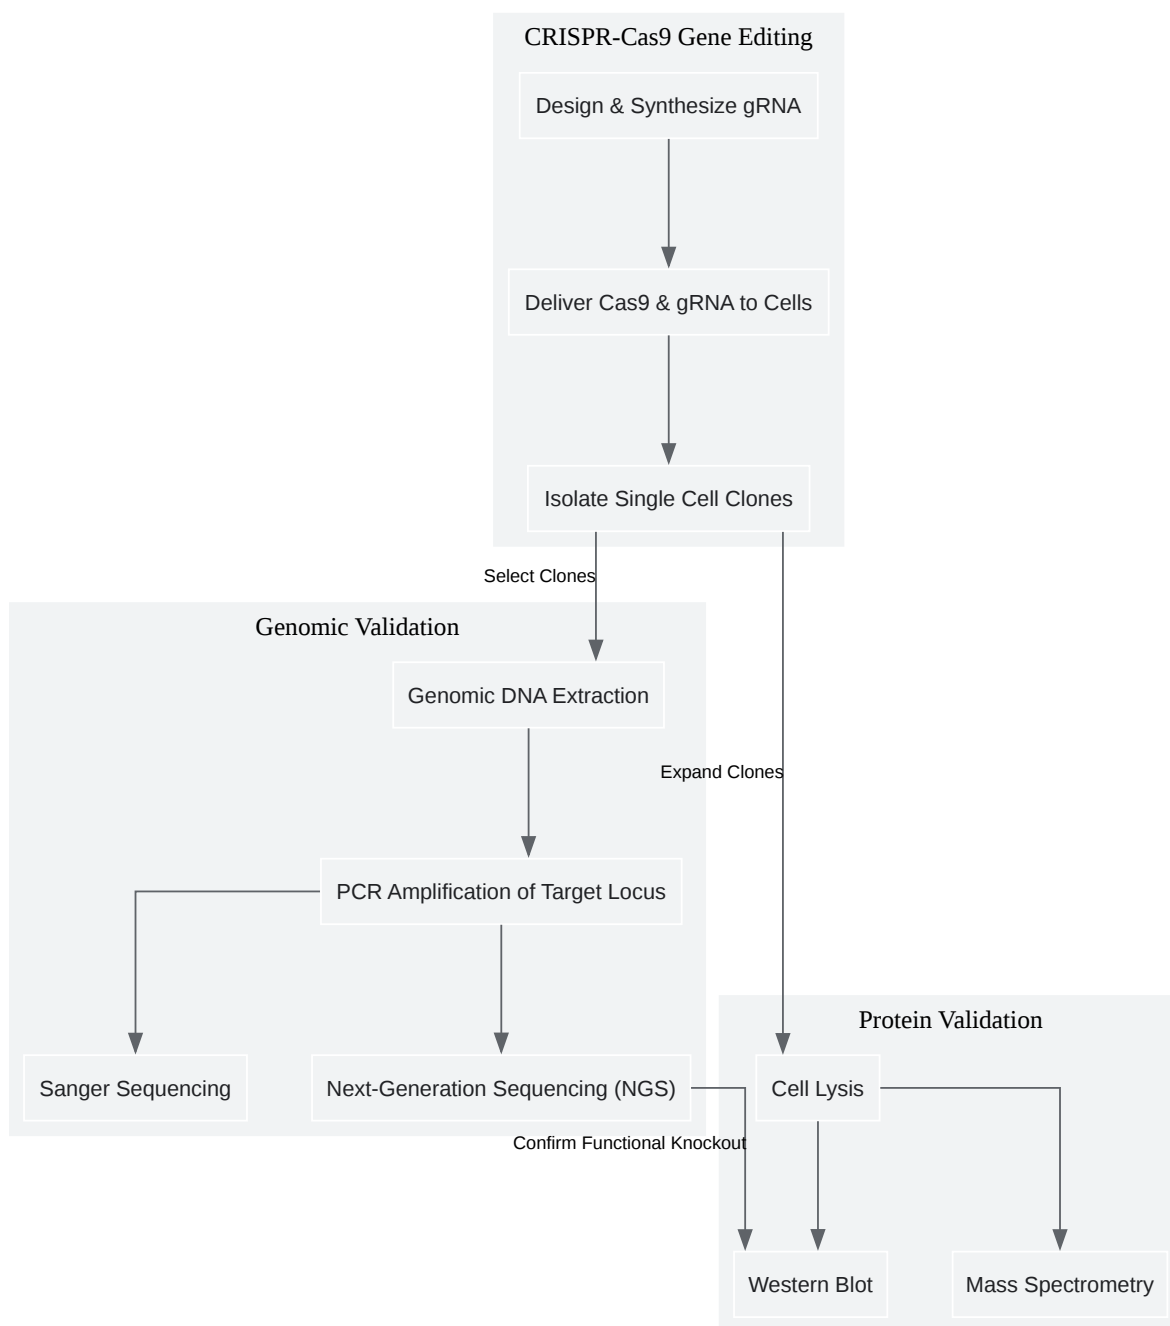 CRISPR-Cas9 Gene Editing
Design & Synthesize gRNA
Deliver Cas9 & gRNA to Cells
Isolate Single Cell Clones
Select Clones
Genomic Validation
Genomic DNA Extraction
Expand Clones
PCR Amplification of Target Locus
Protein Validation
Sanger Sequencing
Next-Generation Sequencing (NGS)
Cell Lysis
Confirm Functional Knockout
Western Blot
Mass Spectrometry